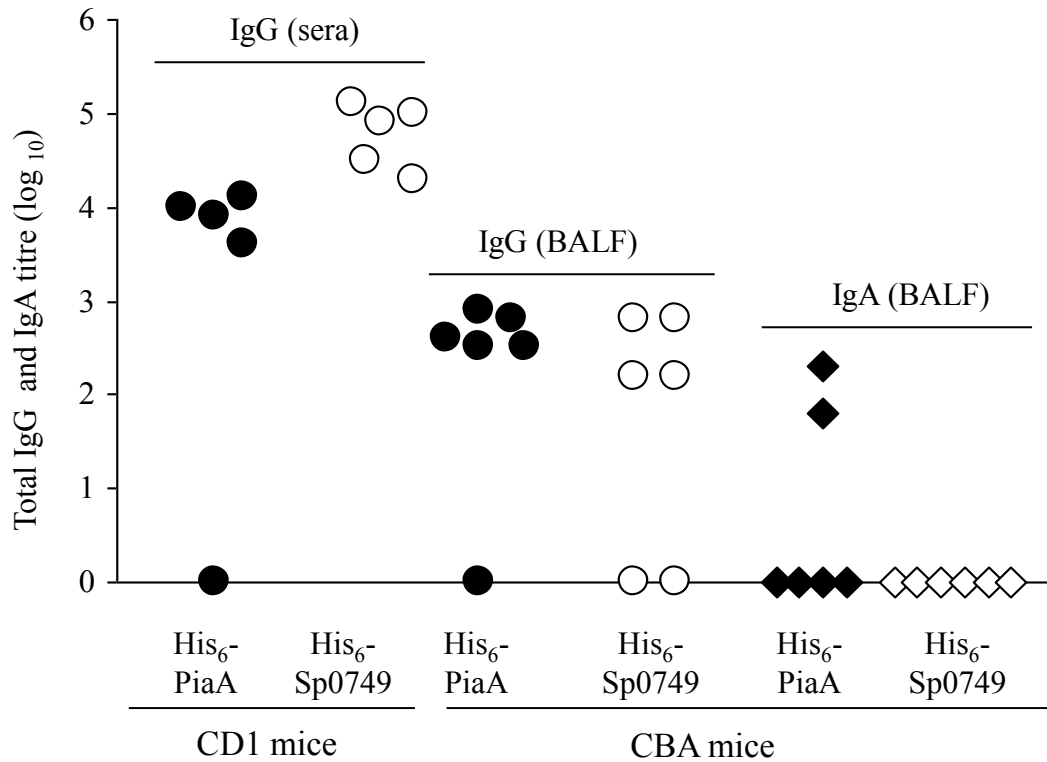 Total IgG and IgA titre (log 10)
6
5
4
3
2
1
0
IgG (sera)
IgG (BALF)
IgA (BALF)
His6-
PiaA
His6-
Sp0749
His6-
PiaA
His6-
Sp0749
His6-
PiaA
His6-
Sp0749
CD1 mice
CBA mice